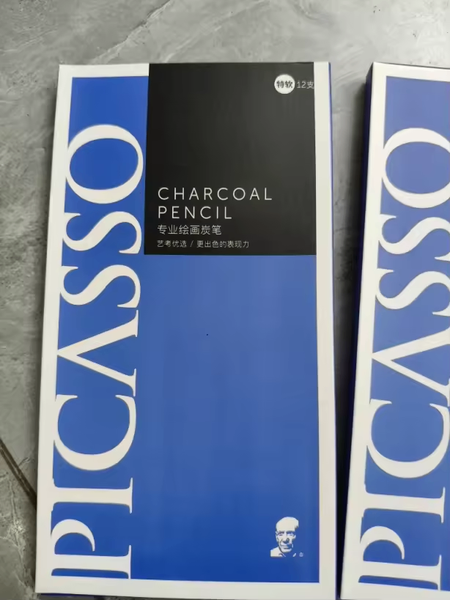 特软 12支
CHARCOAL
PENCIL
专业绘画炭笔
艺考优选 / 更出色的表现力
PICASSO
PICASSO